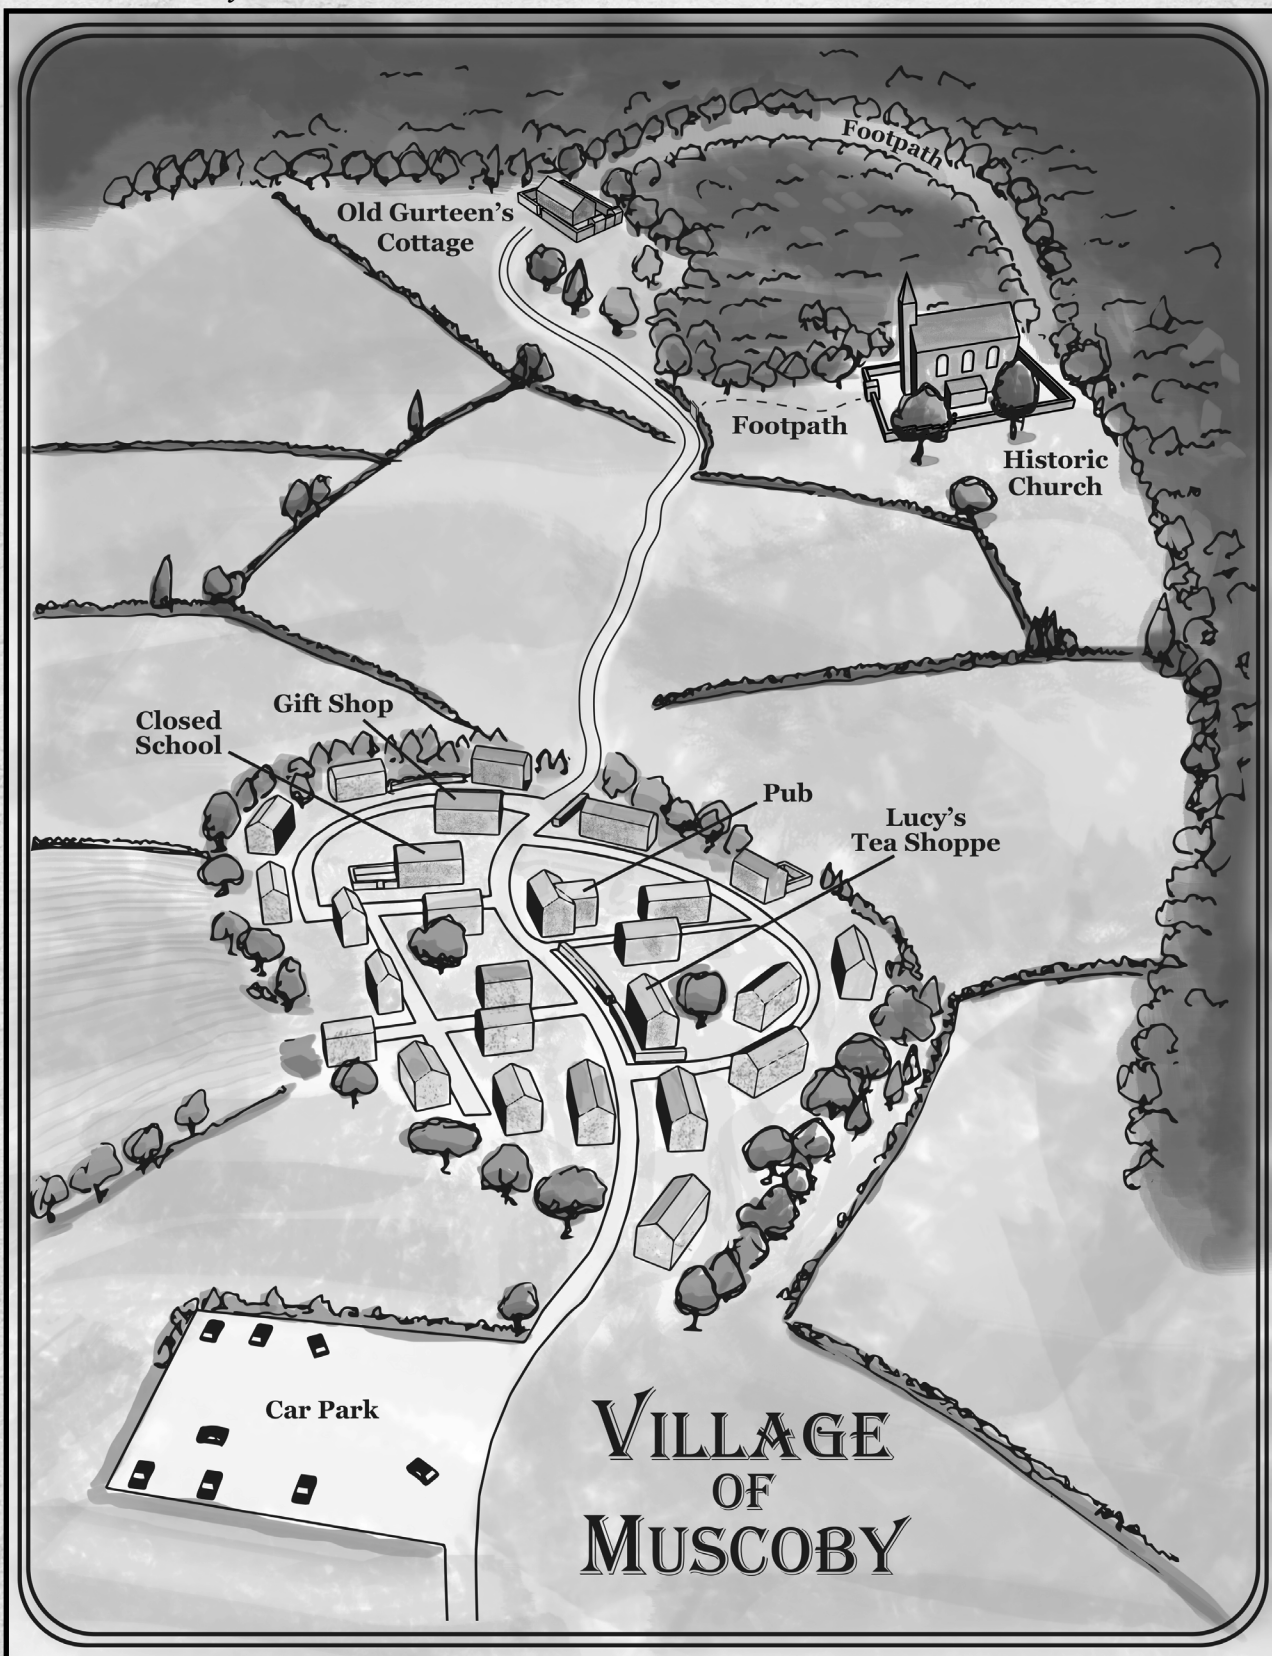 Footpath
Old Gurteen's
Cottage
Footpath
Historic
Church
Gift Shop
Closed
School
Pub
Lucy's
Tea Shoppe
Car Park
VILLAGE
OF
MUSCOBY